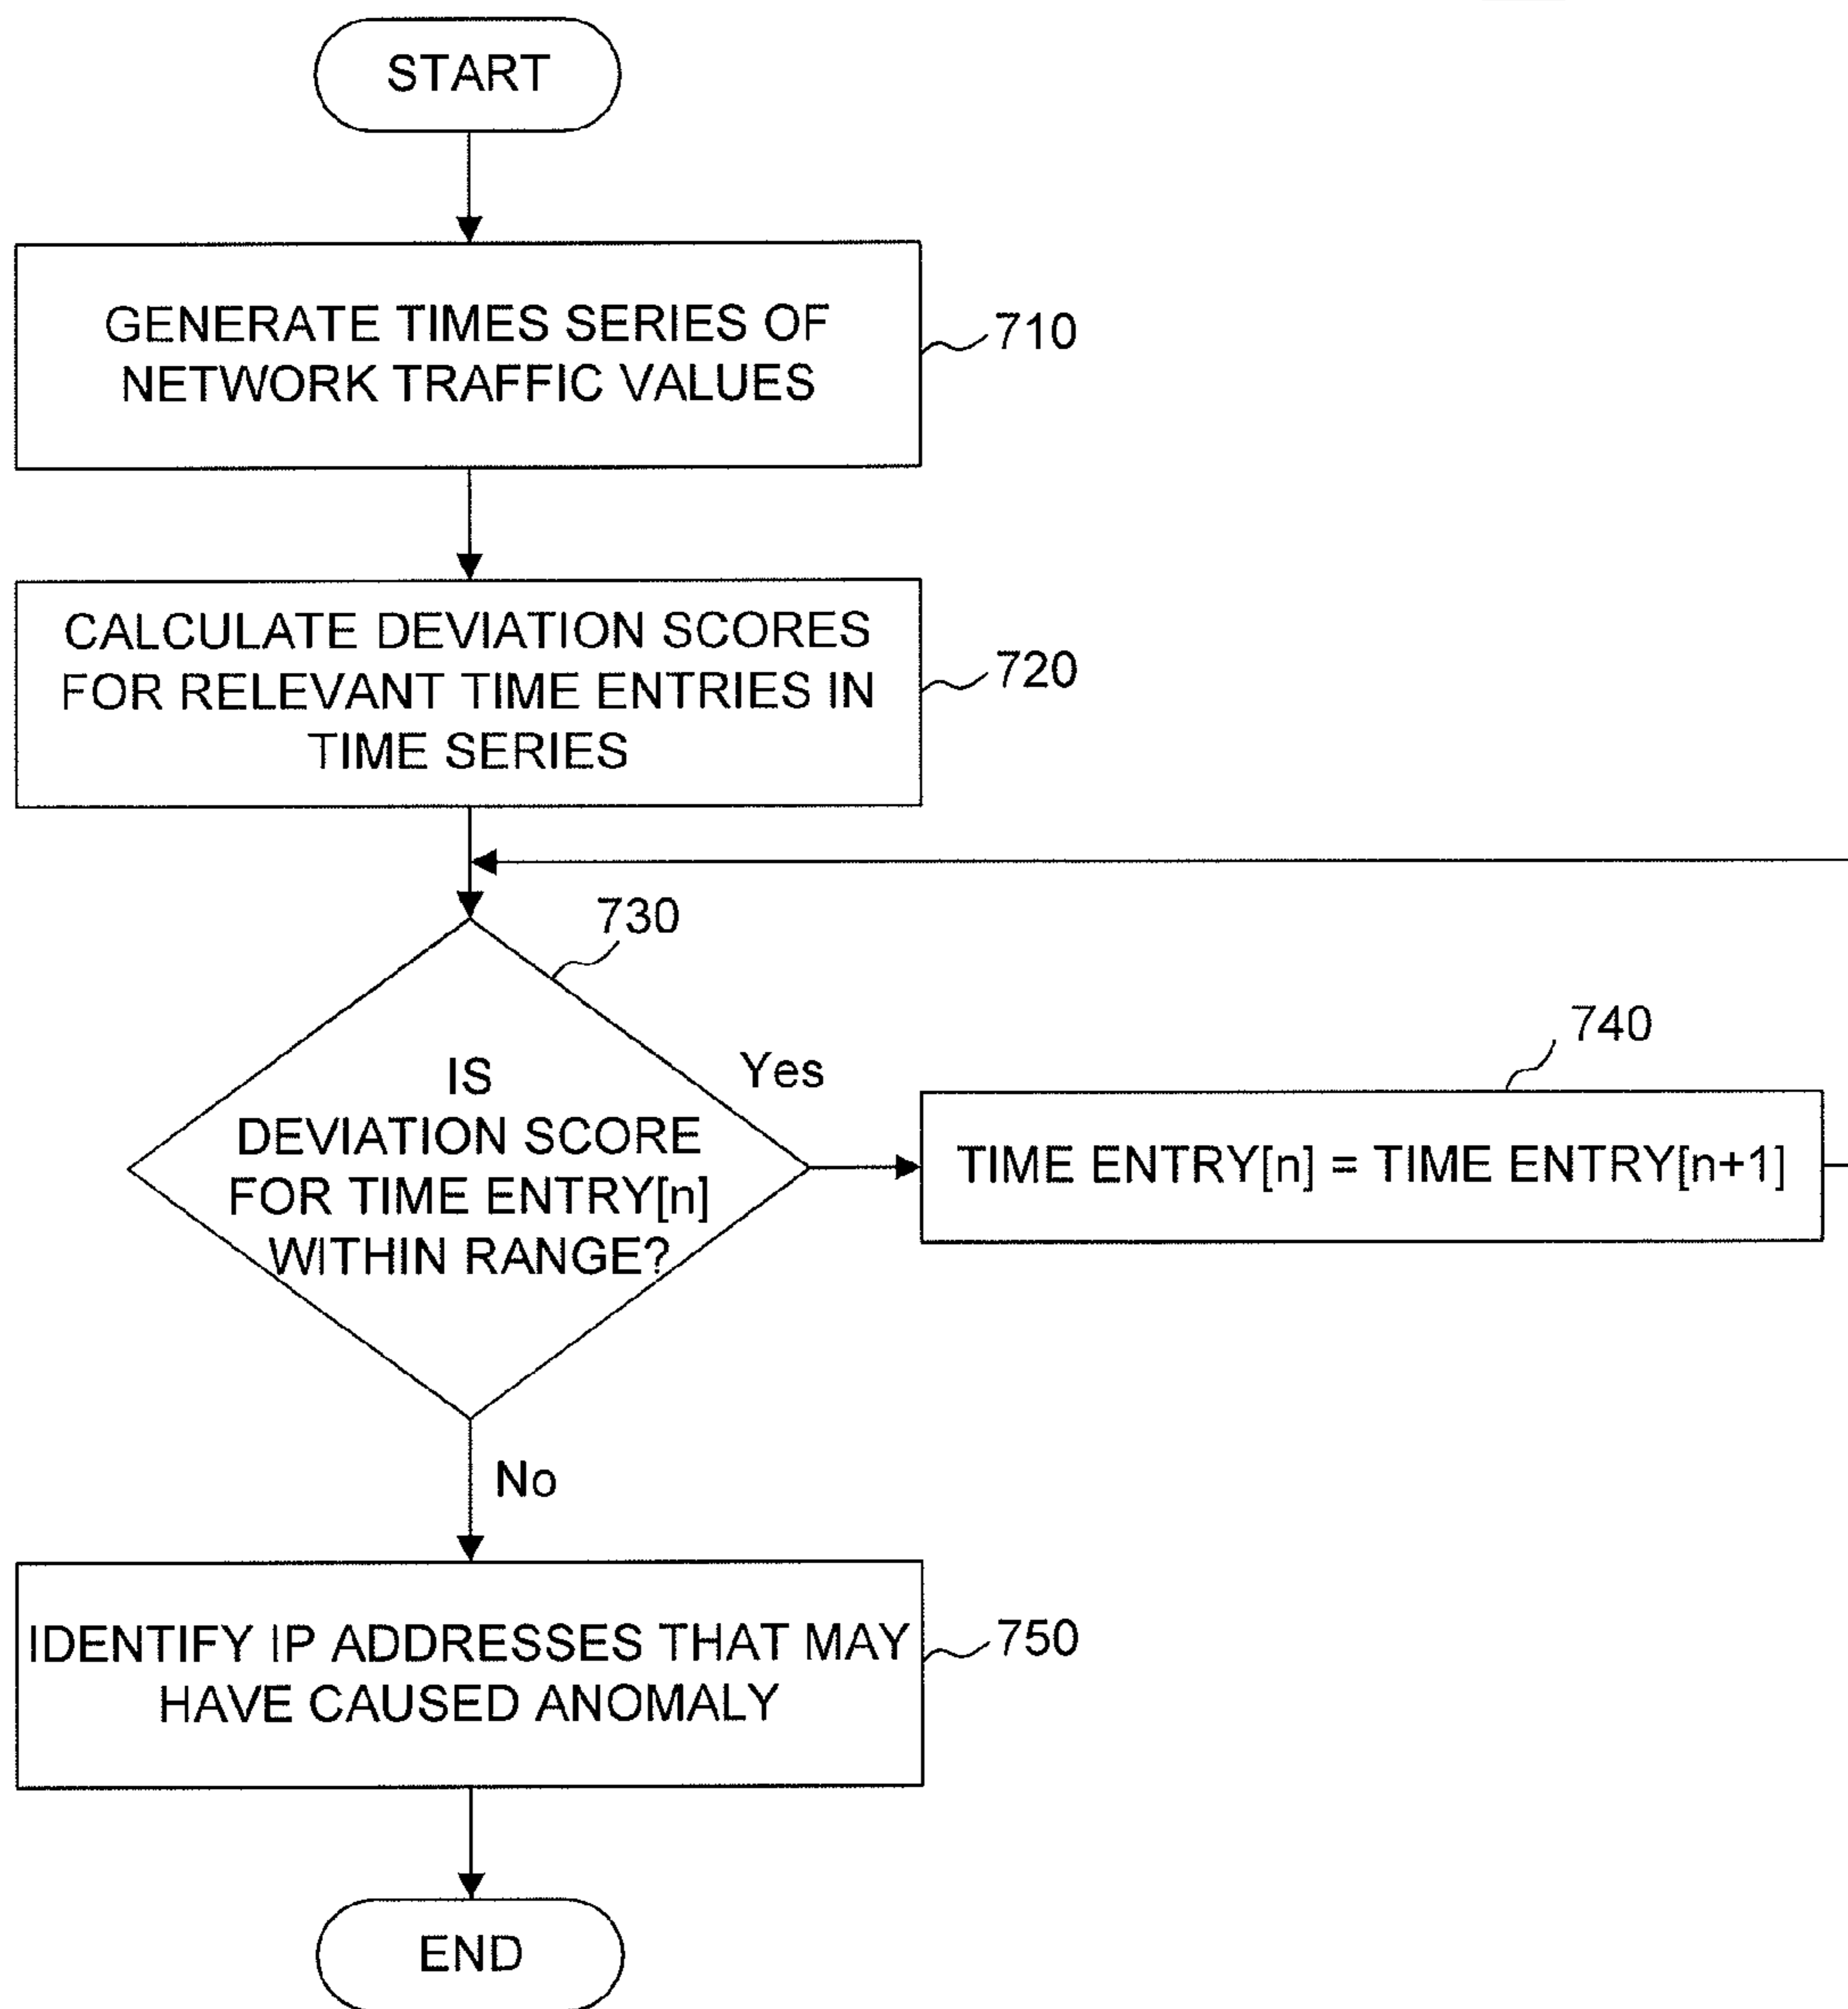 START
GENERATE TIMES SERIES OF
NETWORK TRAFFIC VALUES
710
CALCULATE DEVIATION SCORES
FOR RELEVANT TIME ENTRIES IN
TIME SERIES
720
730
IS
DEVIATION SCORE
FOR TIME ENTRY[n]
WITHIN RANGE?
Yes
740
TIME ENTRY[n] = TIME ENTRY[n+1]
No
IDENTIFY IP ADDRESSES THAT MAY
HAVE CAUSED ANOMALY
750
END